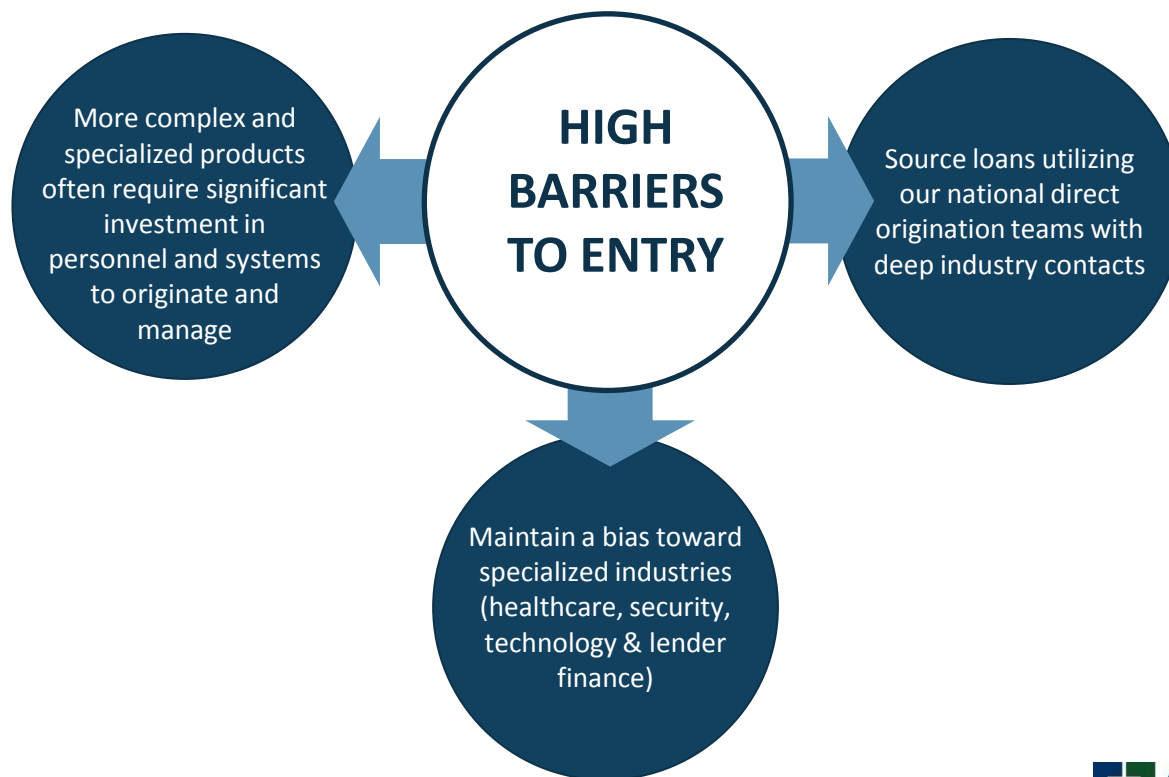 HIGH
BARRIERS
TO ENTRY
More complex and
specialized products
often require significant
investment in
personnel and systems
to originate and
manage
Source loans utilizing
our national direct
origination teams with
deep industry contacts
Maintain a bias toward
specialized industries
(healthcare, security,
technology & lender
finance)